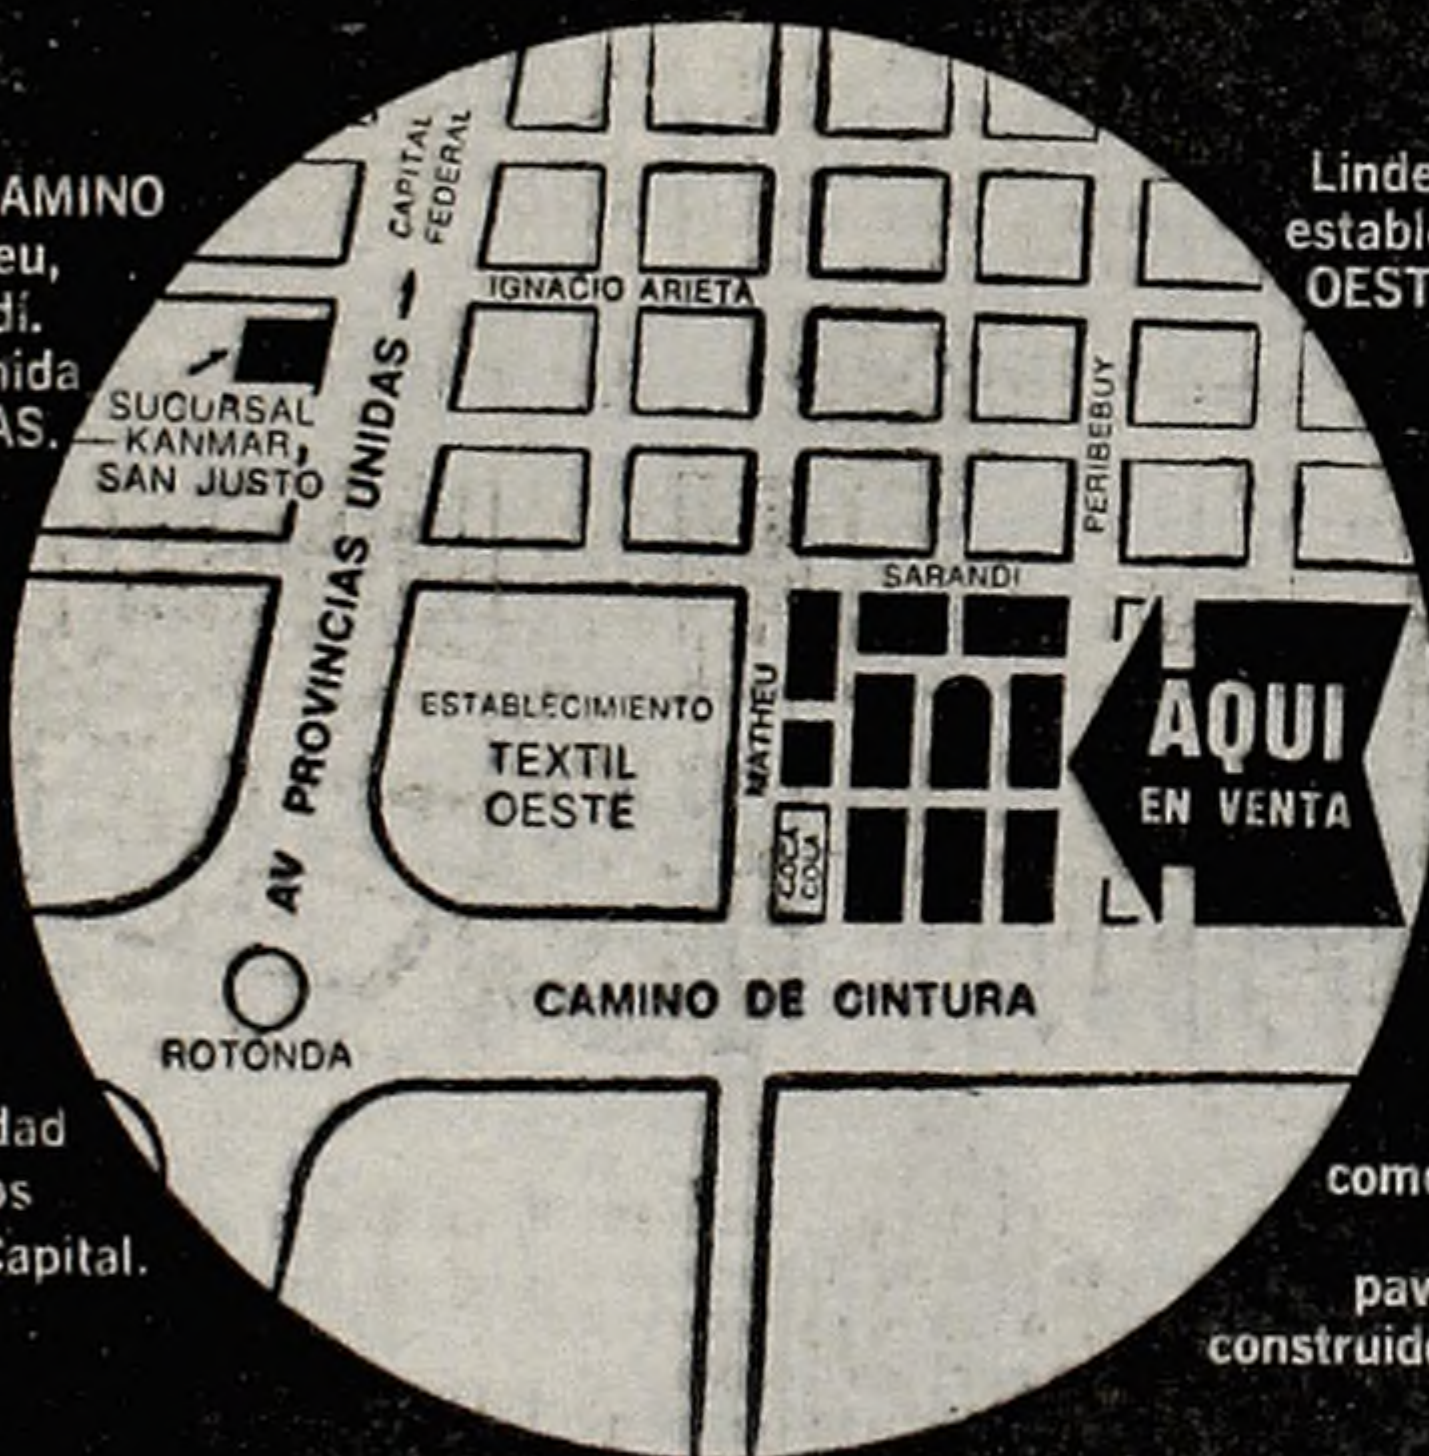 AMINO
eu,
dí.
nida
AS.
Linde
establ
OEST
CAPITAL
FEDERAL
IGNACIO ARIETA
SUCURSAL
KANMAR,
SAN JUSTO
AV PROVINCIAS UNIDAS
PERIBEBUY
SARANDI
ESTABLECIMIENTO
TEXTIL
OESTE
MATHEU
COCA
COLA
AQUI
EN VENTA
CAMINO DE CINTURA
ROTONDA
dad
os
Capital.
com
pav
construid